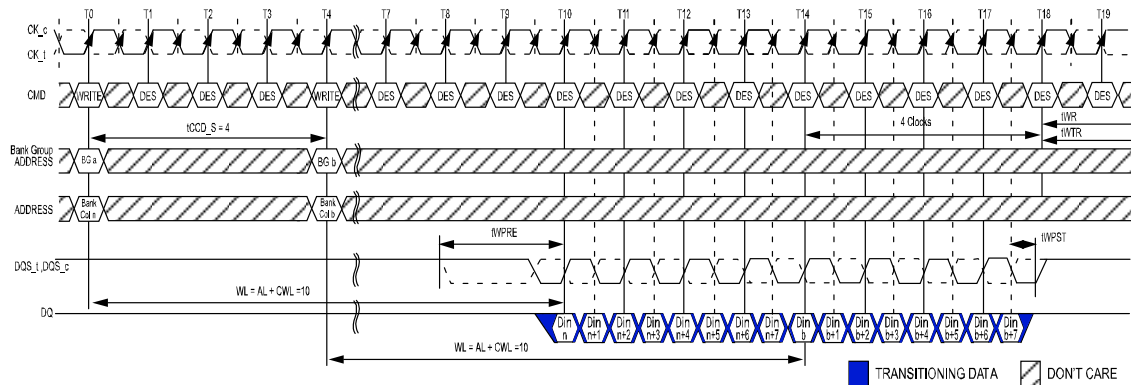 T0 T1 T2 T3 T4 T7 T8 T9 T10 T11 T12 T13 T14 T15 T16 T17 T18 T19
CK_c
CK_t
CMD WRITE DES DES DES WRITE DES DES DES DES DES DES DES DES DES DES DES DES DES
tCCD_S = 4
4 Clocks
tWR
tWTR
Bank Group
ADDRESS
BG a
BG b
ADDRESS
Bank
Col n
Bank
Col b
tWPRE
tWPST
DQS_t ,DQS_c
WL = AL + CWL =10
DQ
Din Din Din Din Din Din Din Din Din Din Din Din Din Din Din Din
n n+1 n+2 n+3 n+4 n+5 n+6 n+7 b b+1 b+2 b+3 b+4 b+5 b+6 b+7
WL = AL + CWL =10
TRANSITIONING DATA
DON'T CARE